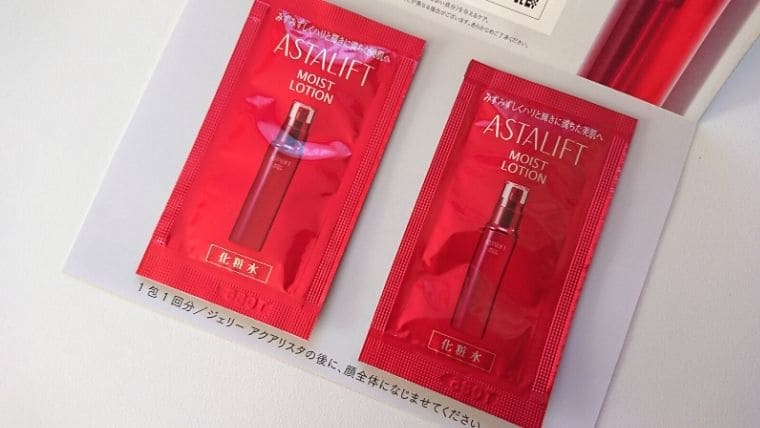 みずみずしくハリと輝きに満ちた美肌へ
ASTALIFT
MOIST
LOTION
化粧水
みずみずしくハリと輝きに満ちた美肌へ
ASTALIFT
MOIST
LOTION
化粧水
1包1回分／ジェリー アクアリスタの後に、顔全体になじませてください